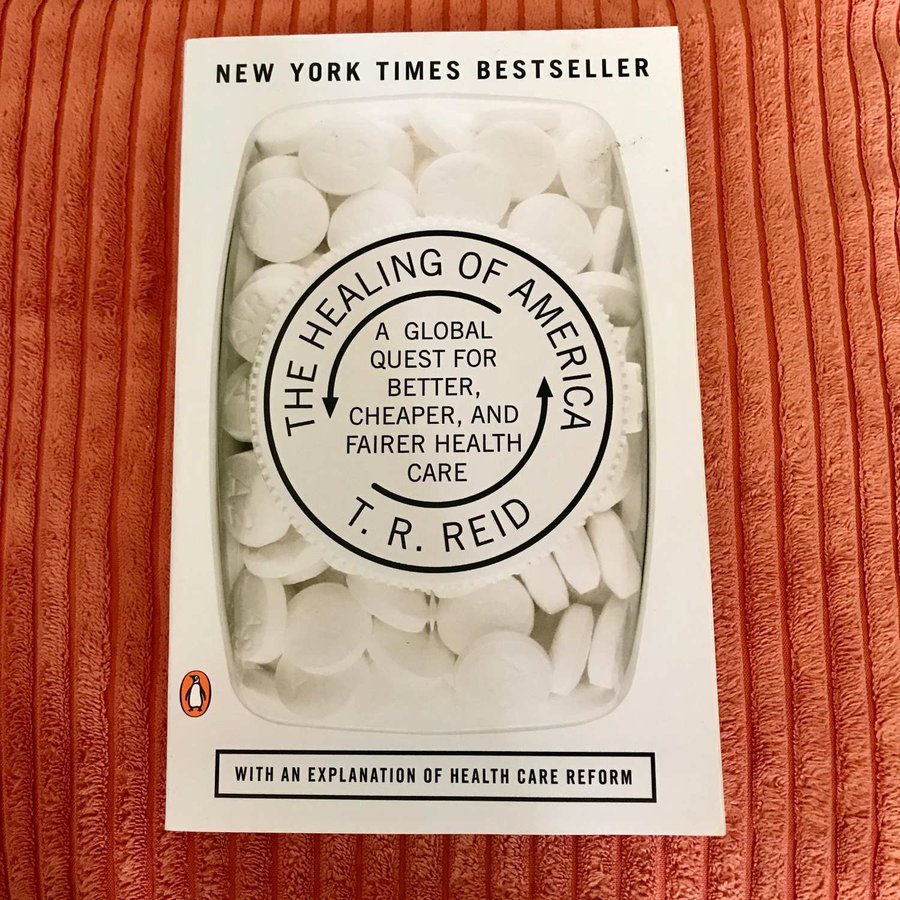 NEW YORK TIMES BESTSELLER
THE HEALING OF AMERICA
A GLOBAL
QUEST FOR
BETTER,
CHEAPER, AND
FAIRER HEALTH
CARE
T. R. REID
WITH AN EXPLANATION OF HEALTH CARE REFORM